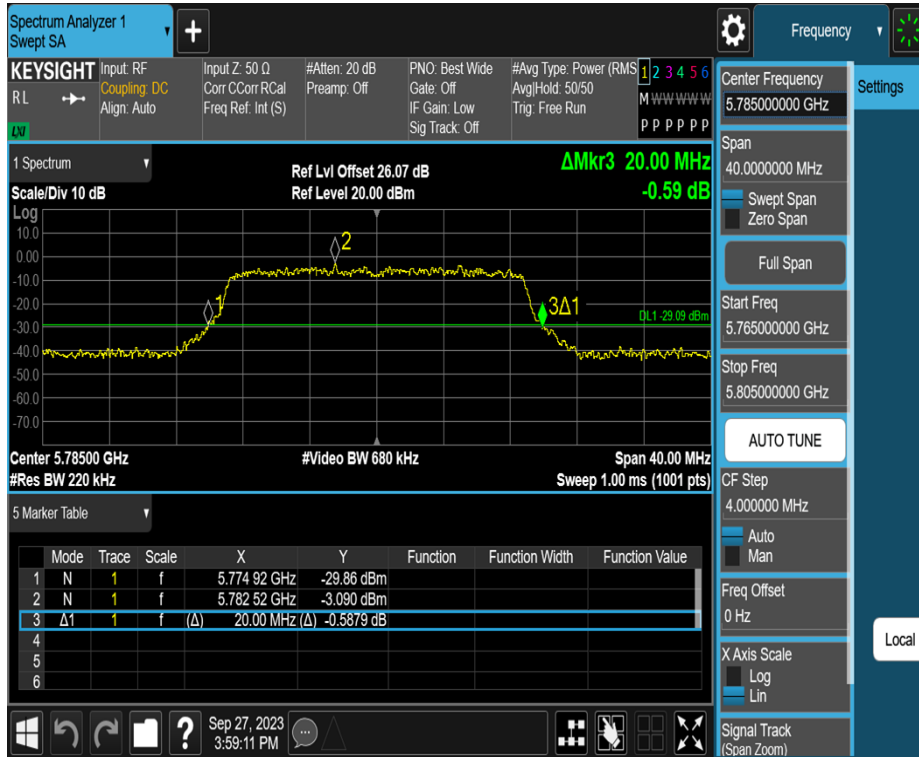 Spectrum Analyzer 1
Swept SA
+
Frequency
KEYSIGHT
R L
LXI
Input: RF
Coupling: DC
Align: Auto
Input Z: 50 Ω
Corr CCorr RCal
Freq Ref: Int (S)
#Atten: 20 dB
Preamp: Off
PNO: Best Wide
Gate: Off
IF Gain: Low
Sig Track: Off
#Avg Type: Power (RMS
Avg|Hold: 50/50
Trig: Free Run
1 2 3 4 5 6
M W W W W W
P P P P P P
1 Spectrum
Scale/Div 10 dB
Ref Lvl Offset 26.07 dB
Ref Level 20.00 dBm
ΔMkr3 20.00 MHz
-0.59 dB
Log
10.0
0.00
-10.0
-20.0
-30.0
-40.0
-50.0
-60.0
-70.0
1
2
3Δ1
DL1 -29.09 dBm
Center 5.78500 GHz
#Res BW 220 kHz
#Video BW 680 kHz
Span 40.00 MHz
Sweep 1.00 ms (1001 pts)
5 Marker Table
Mode Trace Scale X Y Function Function Width Function Value
1 N 1 f 5.774 92 GHz -29.86 dBm
2 N 1 f 5.782 52 GHz -3.090 dBm
3 Δ1 1 f (Δ) 20.00 MHz (Δ) -0.5879 dB
4
5
6
?
Sep 27, 2023
3:59:11 PM
Center Frequency
5.785000000 GHz
Span
40.0000000 MHz
Swept Span
Zero Span
Full Span
Start Freq
5.765000000 GHz
Stop Freq
5.805000000 GHz
AUTO TUNE
CF Step
4.000000 MHz
Auto
Man
Freq Offset
0 Hz
X Axis Scale
Log
Lin
Signal Track
(Span Zoom)
Settings
Local